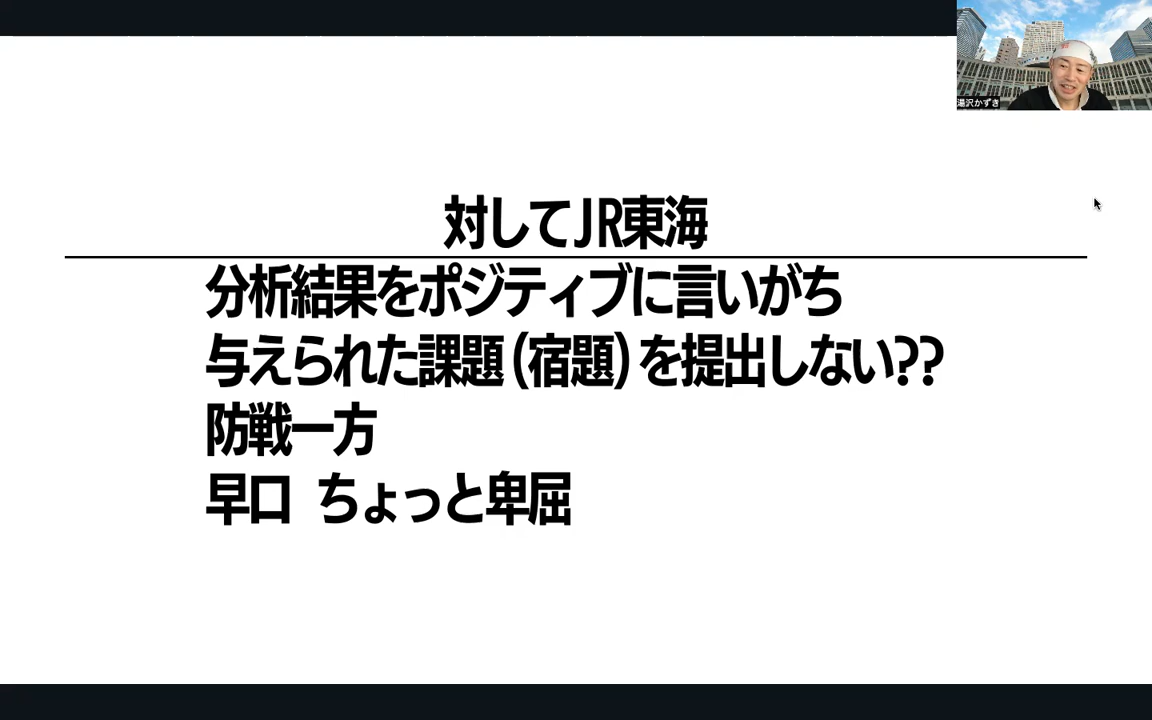 湯沢かずき
対してJR東海
分析結果をポジティブに言いがち
与えられた課題(宿題)を提出しない??
防戦一方
早口 ちょっと卑屈